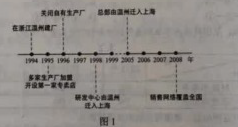 关闭自有生产厂
总部由温州迁入上海
在浙江温州建厂
1994 1995 1996 1997 1998 1999 2005 2006 2007 2008 年
多家生产厂加盟
开设第一家专卖店
研发中心由温州
迁入上海
销售网络覆盖全国
图1